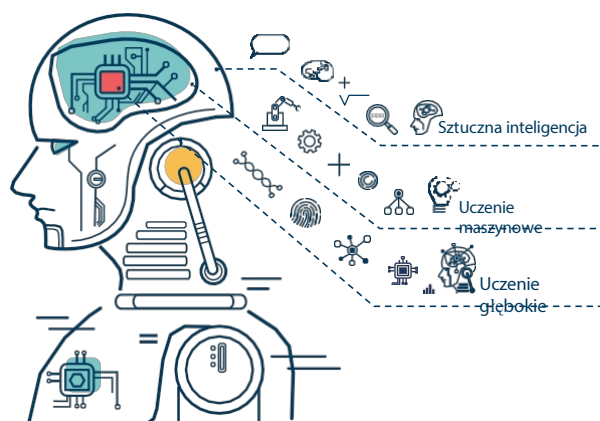 Sztuczna inteligencja
Uczenie
maszynowe
Uczenie
głębokie